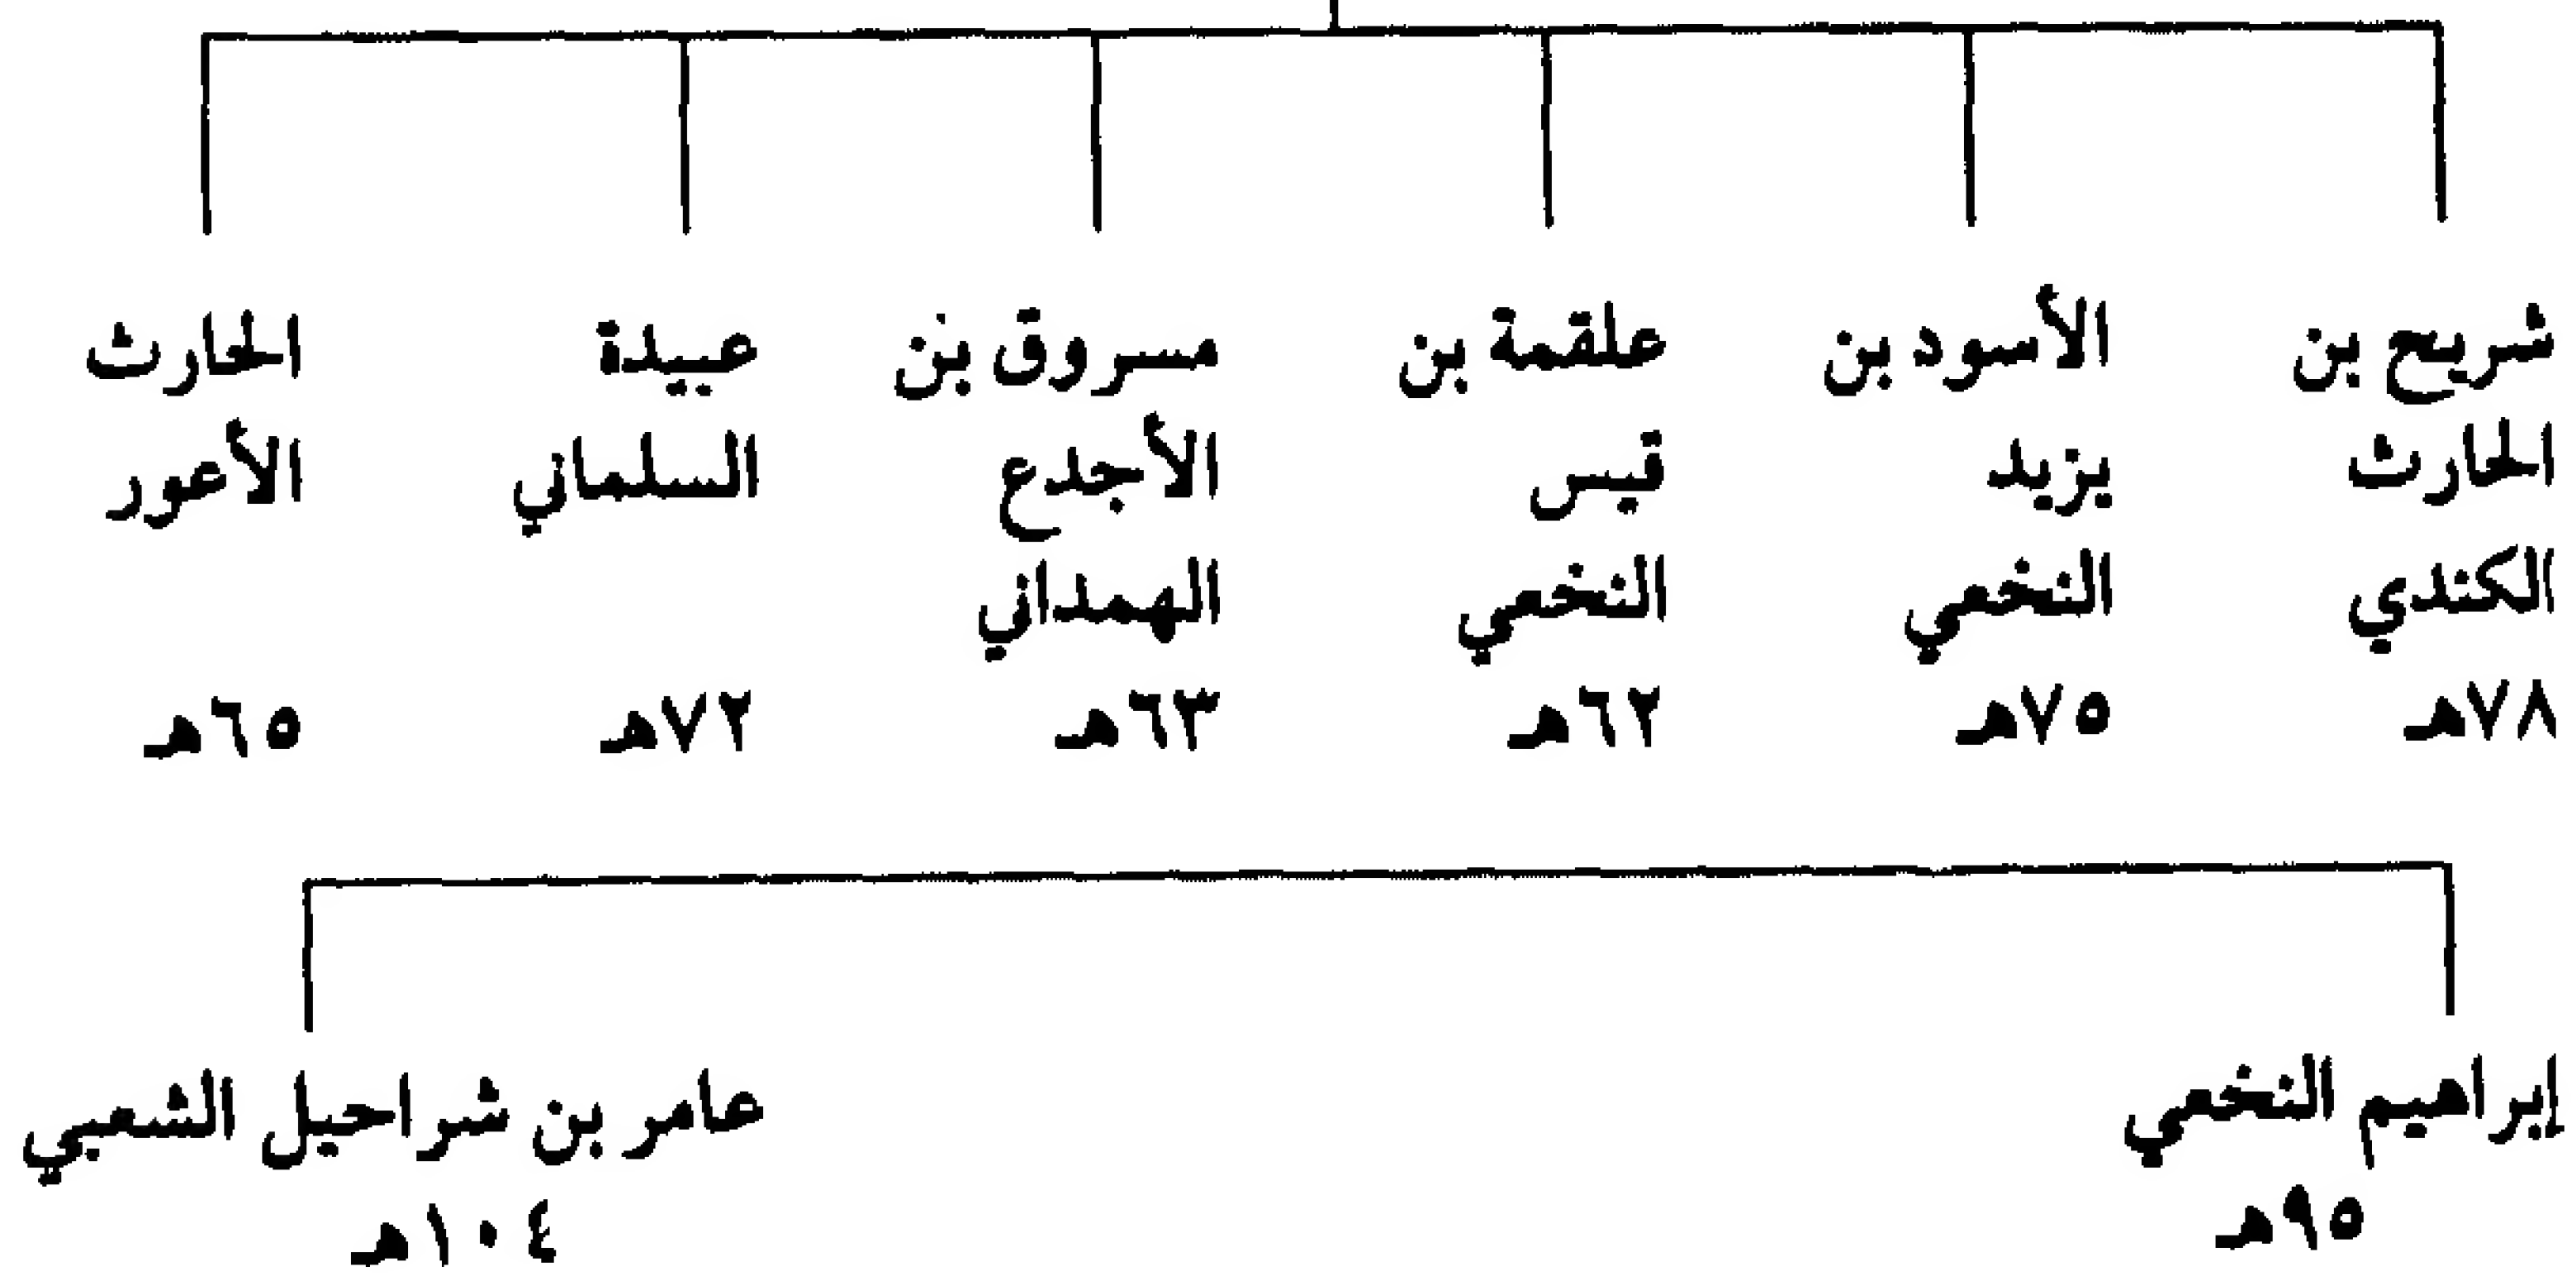 شريح بن الأسود بن علقمة بن مسروق بن عبيدة الحارث
الحارث يزيد قيس الأجدع السلماني الأعور
الكندي النخعي النخعي الهمداني
٧٨هـ ٧٥هـ ٦٢هـ ٦٣هـ ٧٢هـ ٦٥هـ
إبراهيم النخعي عامر بن شراحيل الشعبي
٩٥هـ ١٠٤هـ